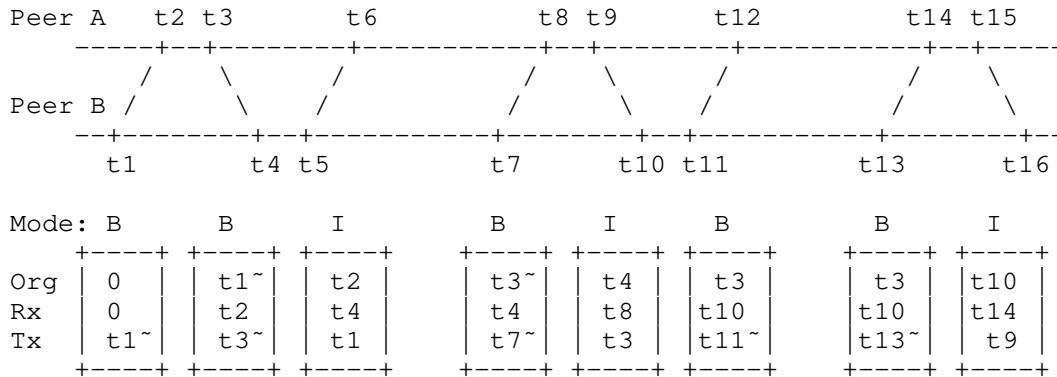 Peer A t2 t3 t6 t8 t9 t12 t14 t15
Peer B
t1 t4 t5 t7 t10 t11 t13 t16
Mode: B B I B I B B I
Org 0 t1~ t2 t3~ t4 t3 t3 t10
Rx 0 t2 t4 t4 t8 t10 t10 t14
Tx t1~ t3~ t1 t7~ t3 t11~ t13~ t9